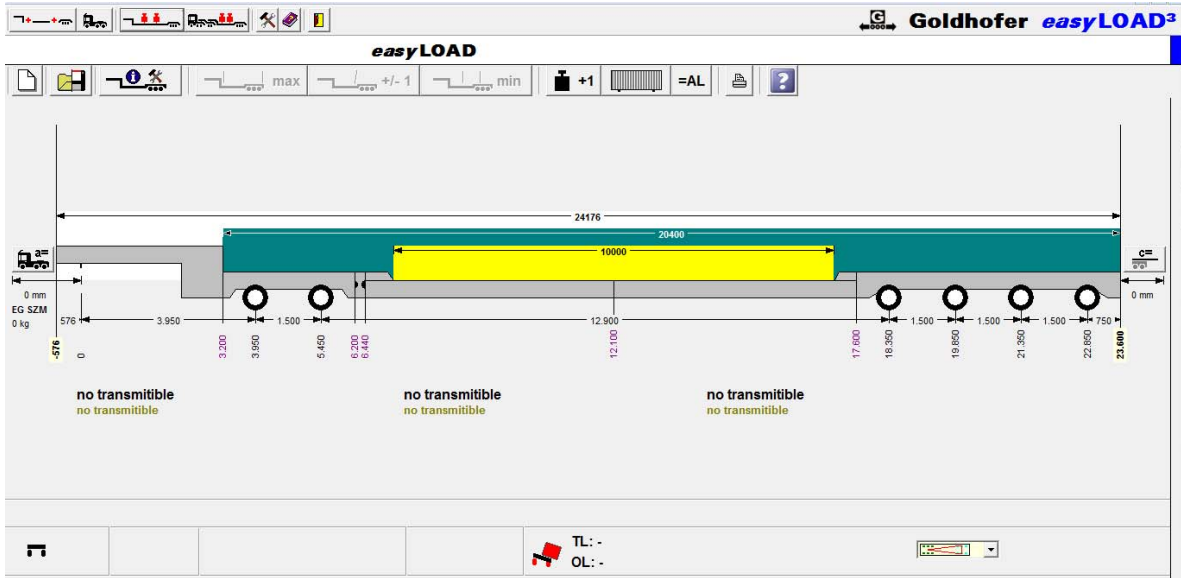 Goldhofer easyLOAD³
easyLOAD
max
+/- 1
min
+1
=AL
?
24176
20400
10000
a=
c=
0 mm
EG SZM
0 kg
0 mm
576
3.950
1.500
12.900
1.500
1.500
1.500
750
-576
0
3.200
3.950
5.450
6.200
6.440
12.100
17.600
18.350
19.850
21.350
22.850
23.600
no transmitible
no transmitible
no transmitible
no transmitible
no transmitible
no transmitible
TL: -
OL: -